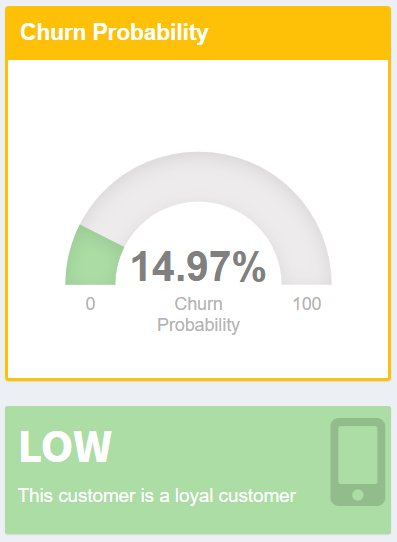 Churn Probability
14.97%
0
Churn
Probability
100
LOW
This customer is a loyal customer